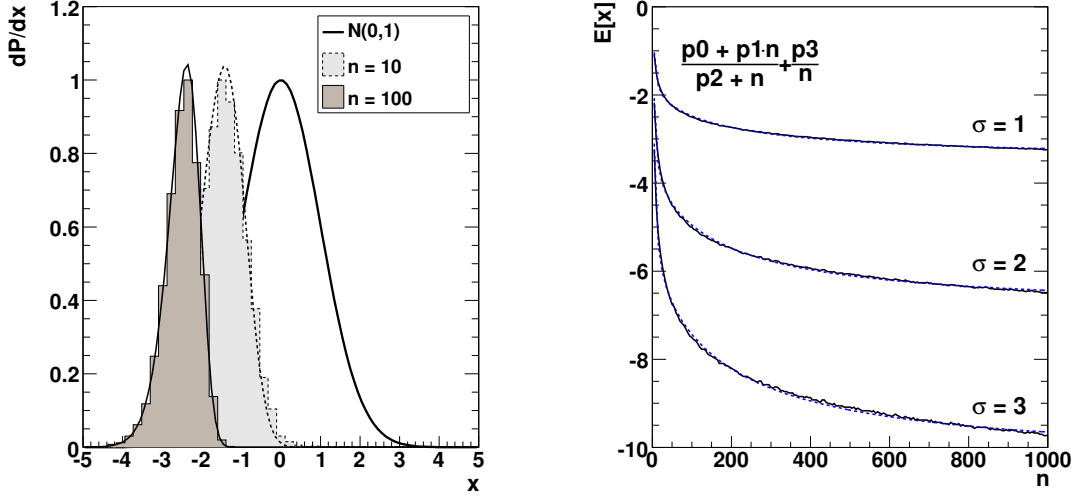 dP/dx
1.2
1
0.8
0.6
0.4
0.2
0
N(0,1)
n = 10
n = 100
-5 -4 -3 -2 -1 0 1 2 3 4 5
x
E[x]
0
-2
-4
-6
-8
-10
p0 + p1·n
p2 + n
+
p3
n
σ = 1
σ = 2
σ = 3
0 200 400 600 800 1000
n